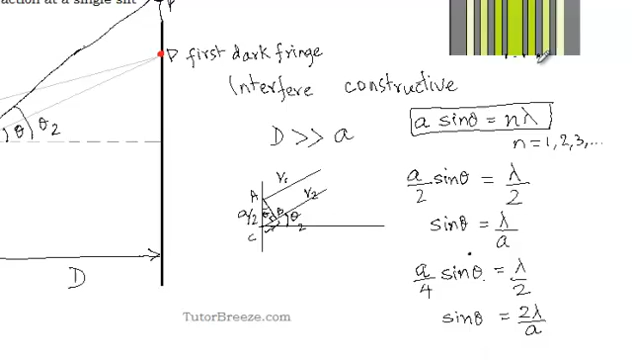 action at a single slit
P
P first dark fringe
Interfere constructive
a sinθ = nλ
n = 1, 2, 3, ...
D >> a
θ θ2
A r1 r2
a/2 θ B θ2
C
a/2 sinθ = λ/2
sinθ = λ/a
a/4 sinθ = λ/2
sinθ = 2λ/a
D
TutorBreeze.com